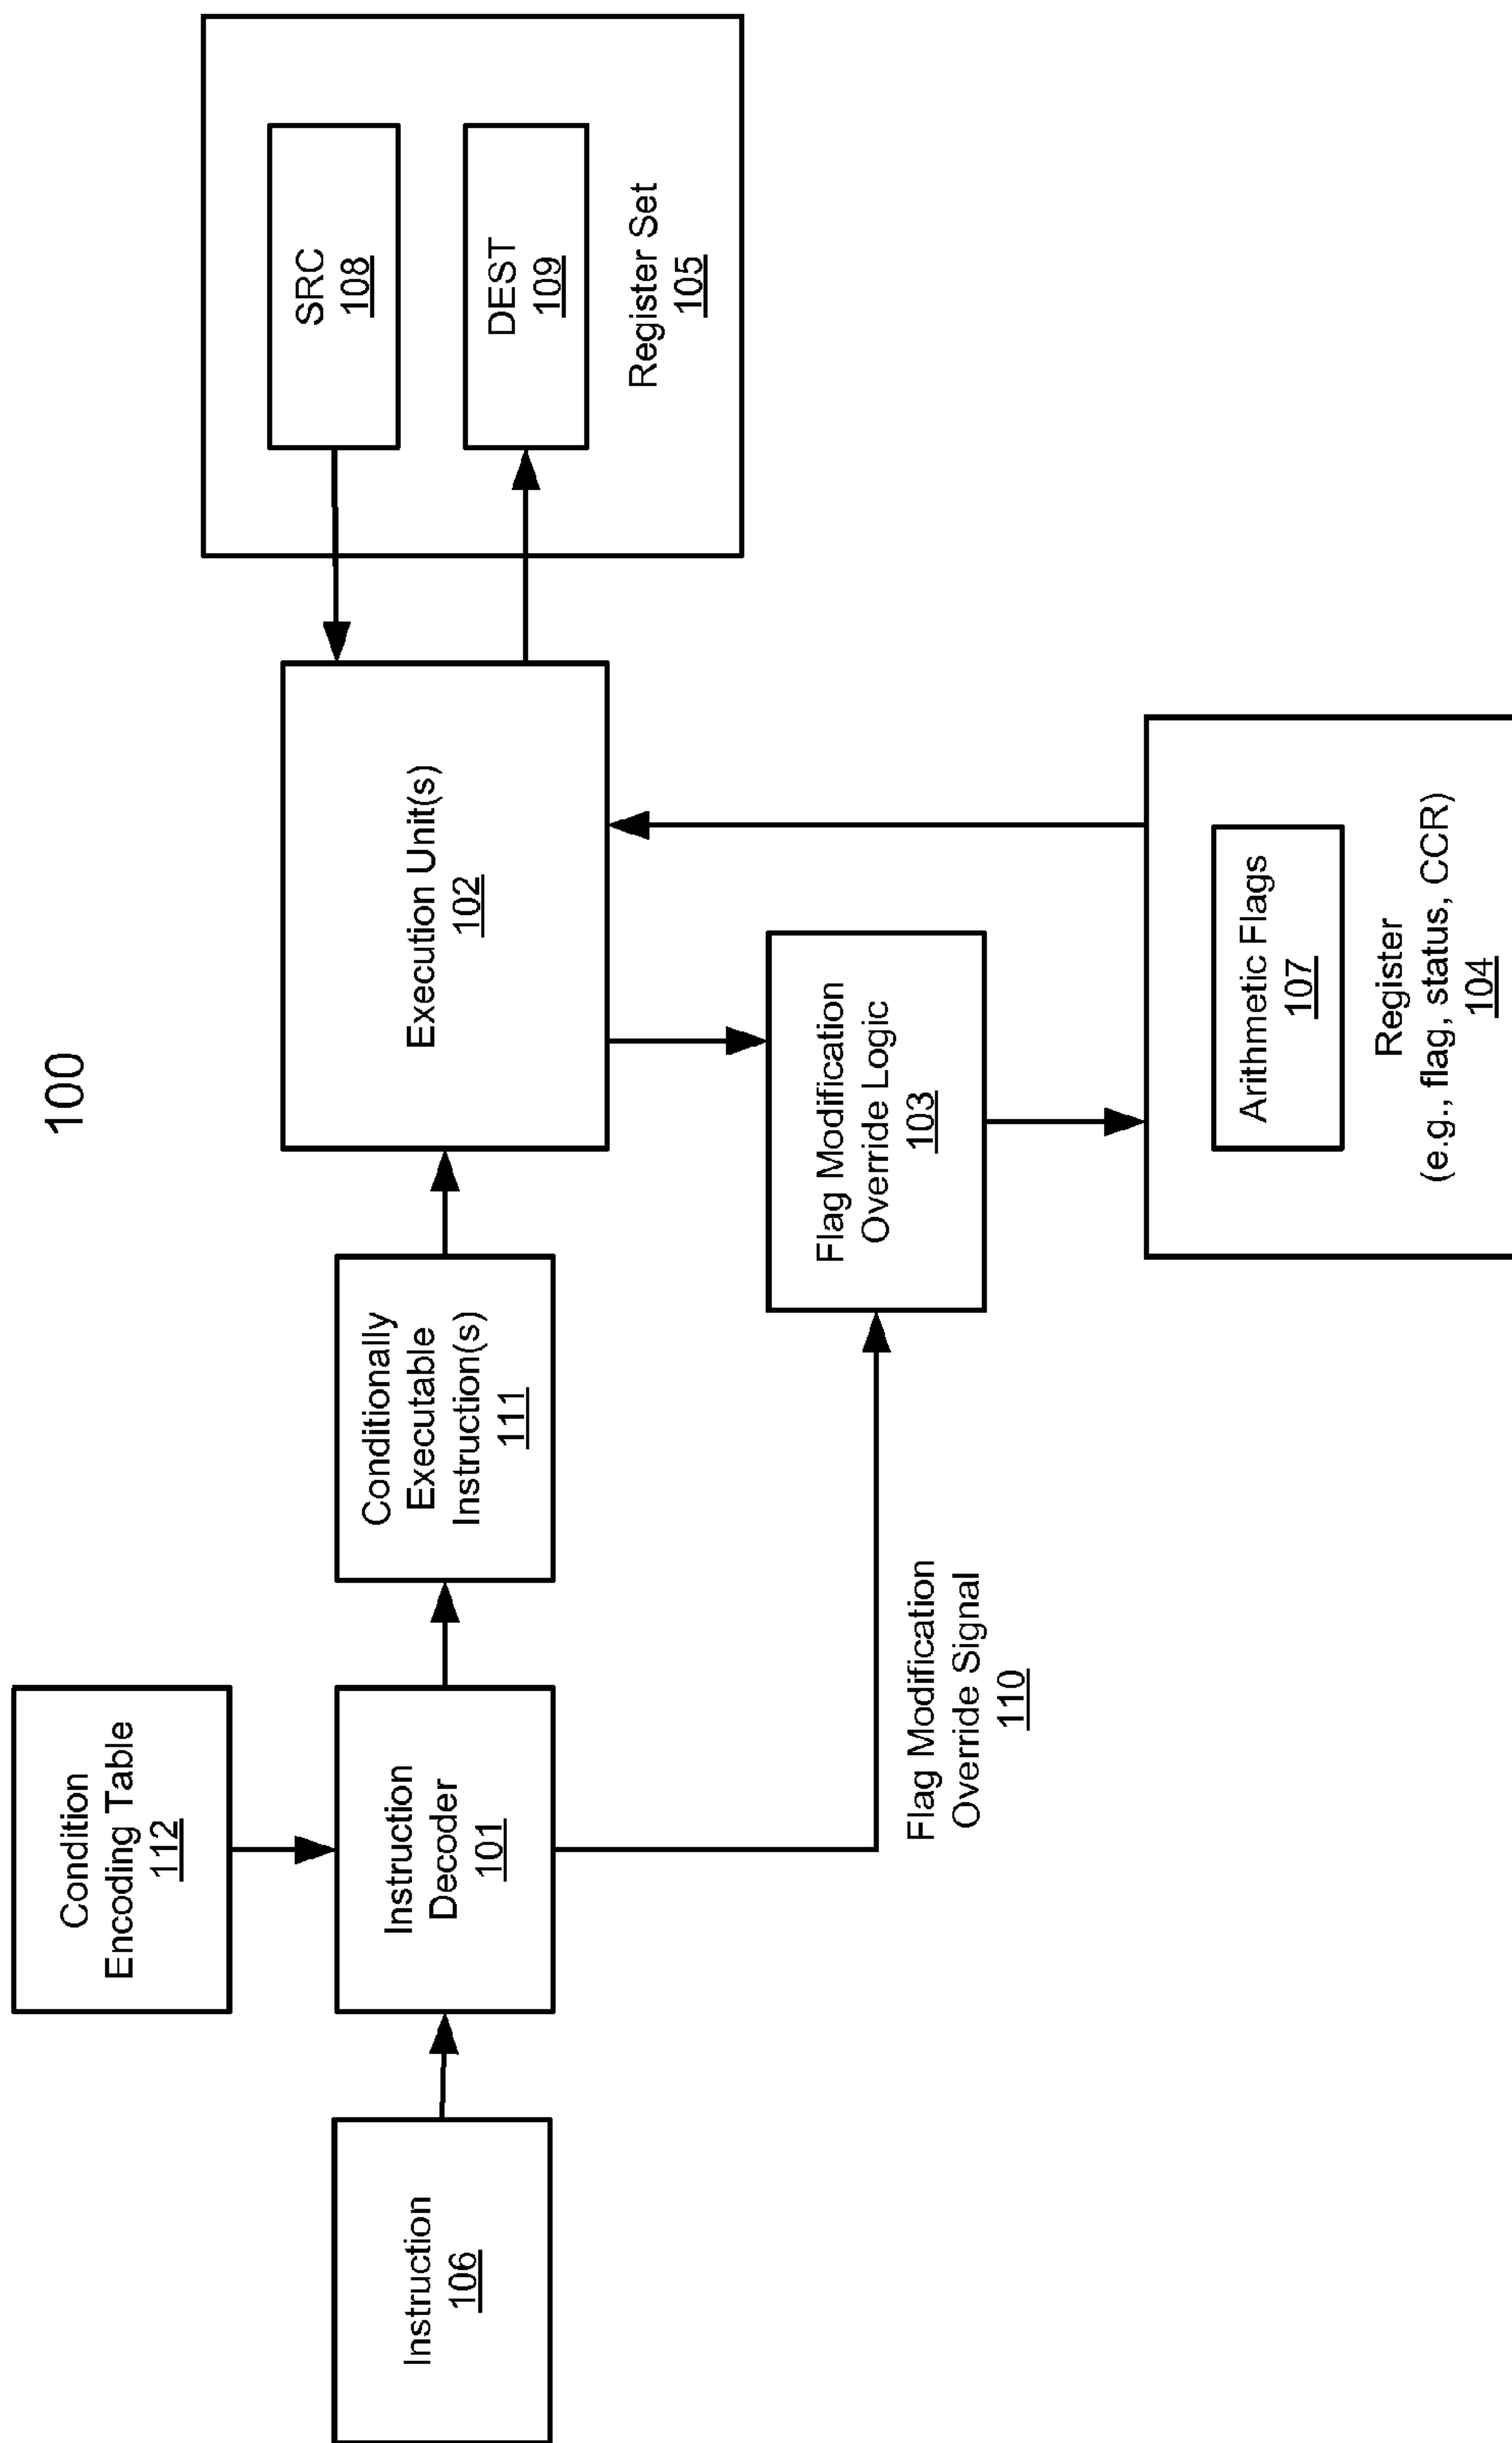 100
Condition
Encoding Table
112
Instruction
106
Instruction
Decoder
101
Conditionally
Executable
Instruction(s)
111
Execution Unit(s)
102
SRC
108
DEST
109
Register Set
105
Flag Modification
Override Signal
110
Flag Modification
Override Logic
103
Arithmetic Flags
107
Register
(e.g., flag, status, CCR)
104